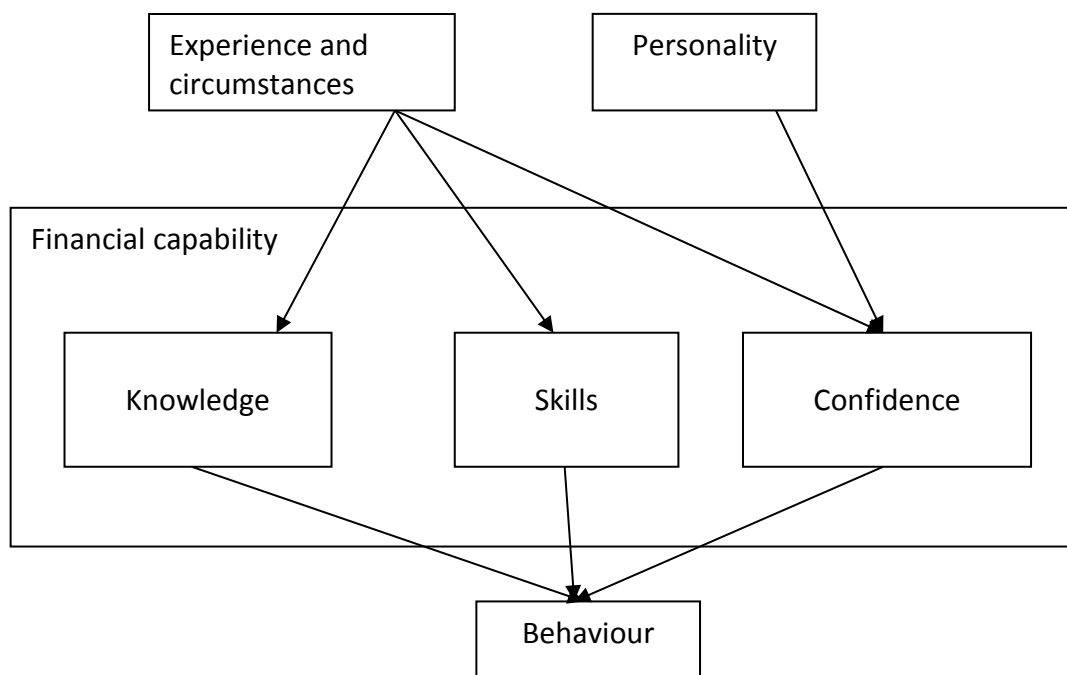 Experience and
circumstances
Personality
Financial capability
Knowledge
Skills
Confidence
Behaviour